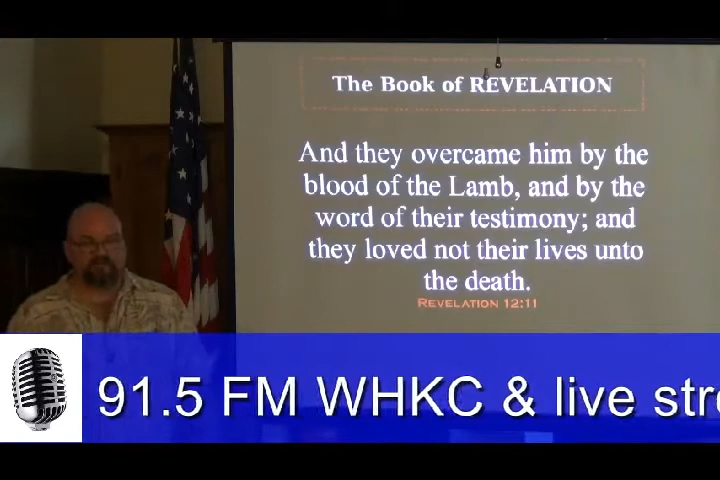 The Book of REVELATION
And they overcame him by the
blood of the Lamb, and by the
word of their testimony; and
they loved not their lives unto
the death.
REVELATION 12:11
91.5 FM WHKC & live stre